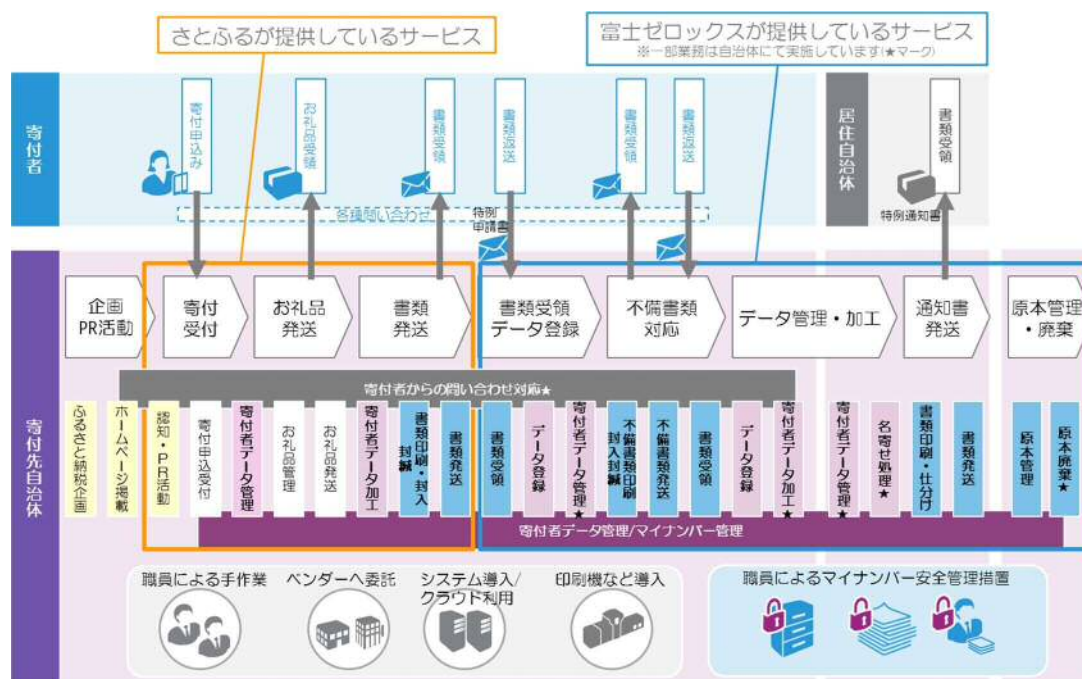 さとふるが提供しているサービス
富士ゼロックスが提供しているサービス
※一部業務は自治体にて実施しています(★マーク)
寄付者
寄付申込み
お礼品受領
書類受領
書類返送
書類受領
書類返送
居住自治体
書類受領
各種問い合わせ
特例
申請書
特例通知書
寄付先自治体
企画
PR活動
寄付
受付
お礼品
発送
書類
発送
書類受領
データ登録
不備書類
対応
データ管理・加工
通知書
発送
原本管理
・廃棄
寄付者からの問い合わせ対応★
ふるさと納税企画
ホームページ掲載
認知・PR活動
寄付申込受付
寄付者データ管理
お礼品管理
お礼品発送
寄付者データ加工
書類印刷・封入
封緘
書類発送
書類受領
データ登録
寄付者データ管理★
不備書類印刷
封入封緘
不備書類発送
書類受領
データ登録
寄付者データ加工★
寄付者データ管理★
名寄せ処理★
書類印刷・仕分け
書類発送
原本管理
原本廃棄★
寄付者データ管理/マイナンバー管理
職員による手作業
ベンダーへ委託
システム導入/
クラウド利用
印刷機など導入
職員によるマイナンバー安全管理措置